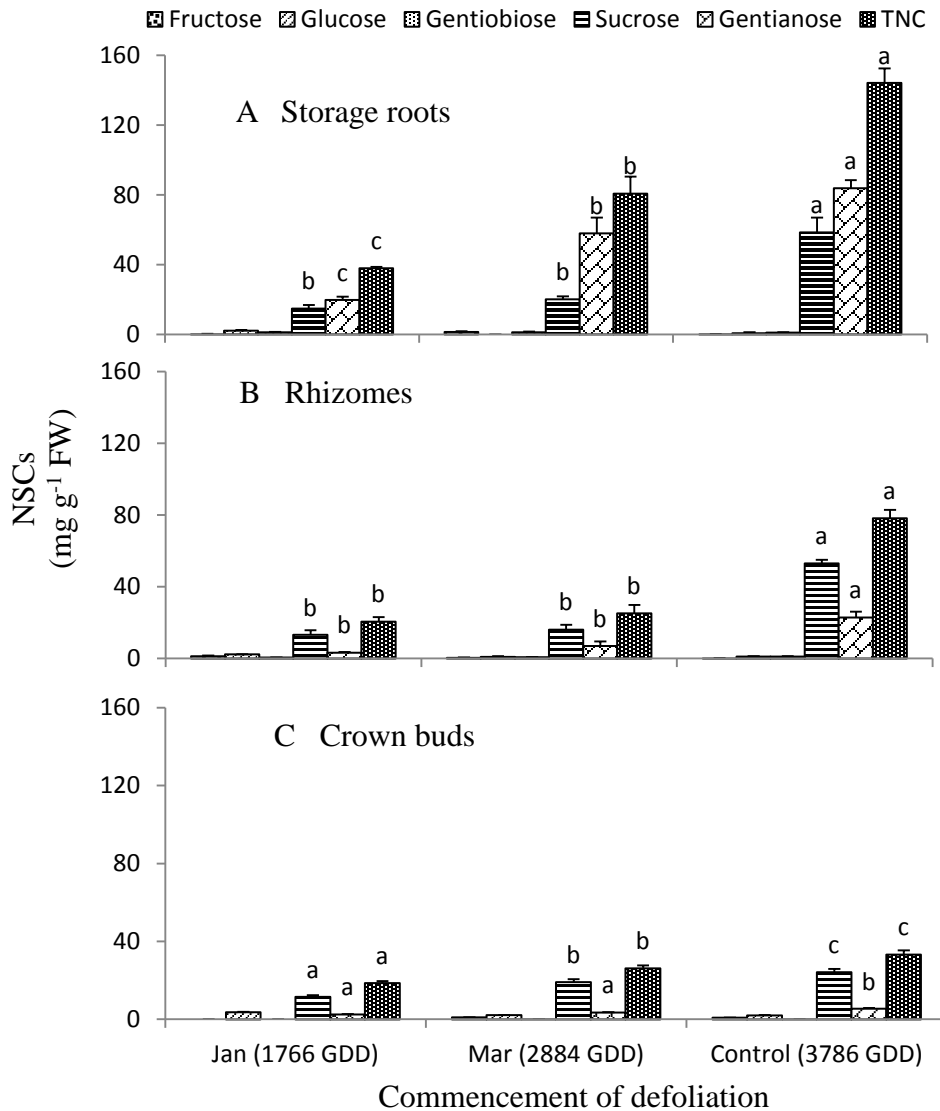 Fructose Glucose Gentiobiose Sucrose Gentianose TNC
160
120
80
40
0
A Storage roots
b c c
b b b
a a a
160
120
80
40
0
B Rhizomes
b b b
b b b
a a a
160
120
80
40
0
C Crown buds
a a a
b a b
c b c
NSCs
(mg g-1 FW)
Jan (1766 GDD) Mar (2884 GDD) Control (3786 GDD)
Commencement of defoliation